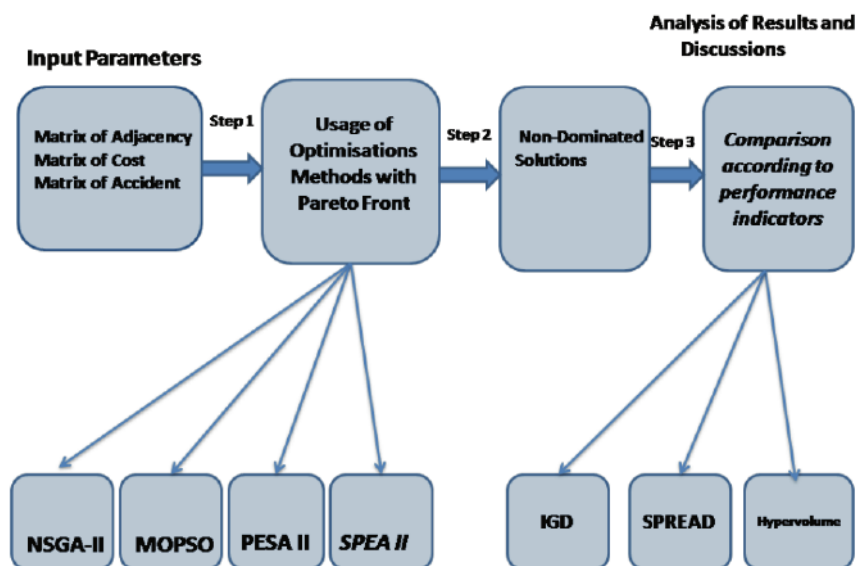 Input Parameters
Matrix of Adjacency
Matrix of Cost
Matrix of Accident
Step 1
Usage of
Optimisations
Methods with
Pareto Front
Step 2
Non-Dominated
Solutions
Step 3
Analysis of Results and
Discussions
Comparison
according to
performance
indicators
NSGA-II
MOPSO
PESA II
SPEA II
IGD
SPREAD
Hypervolume